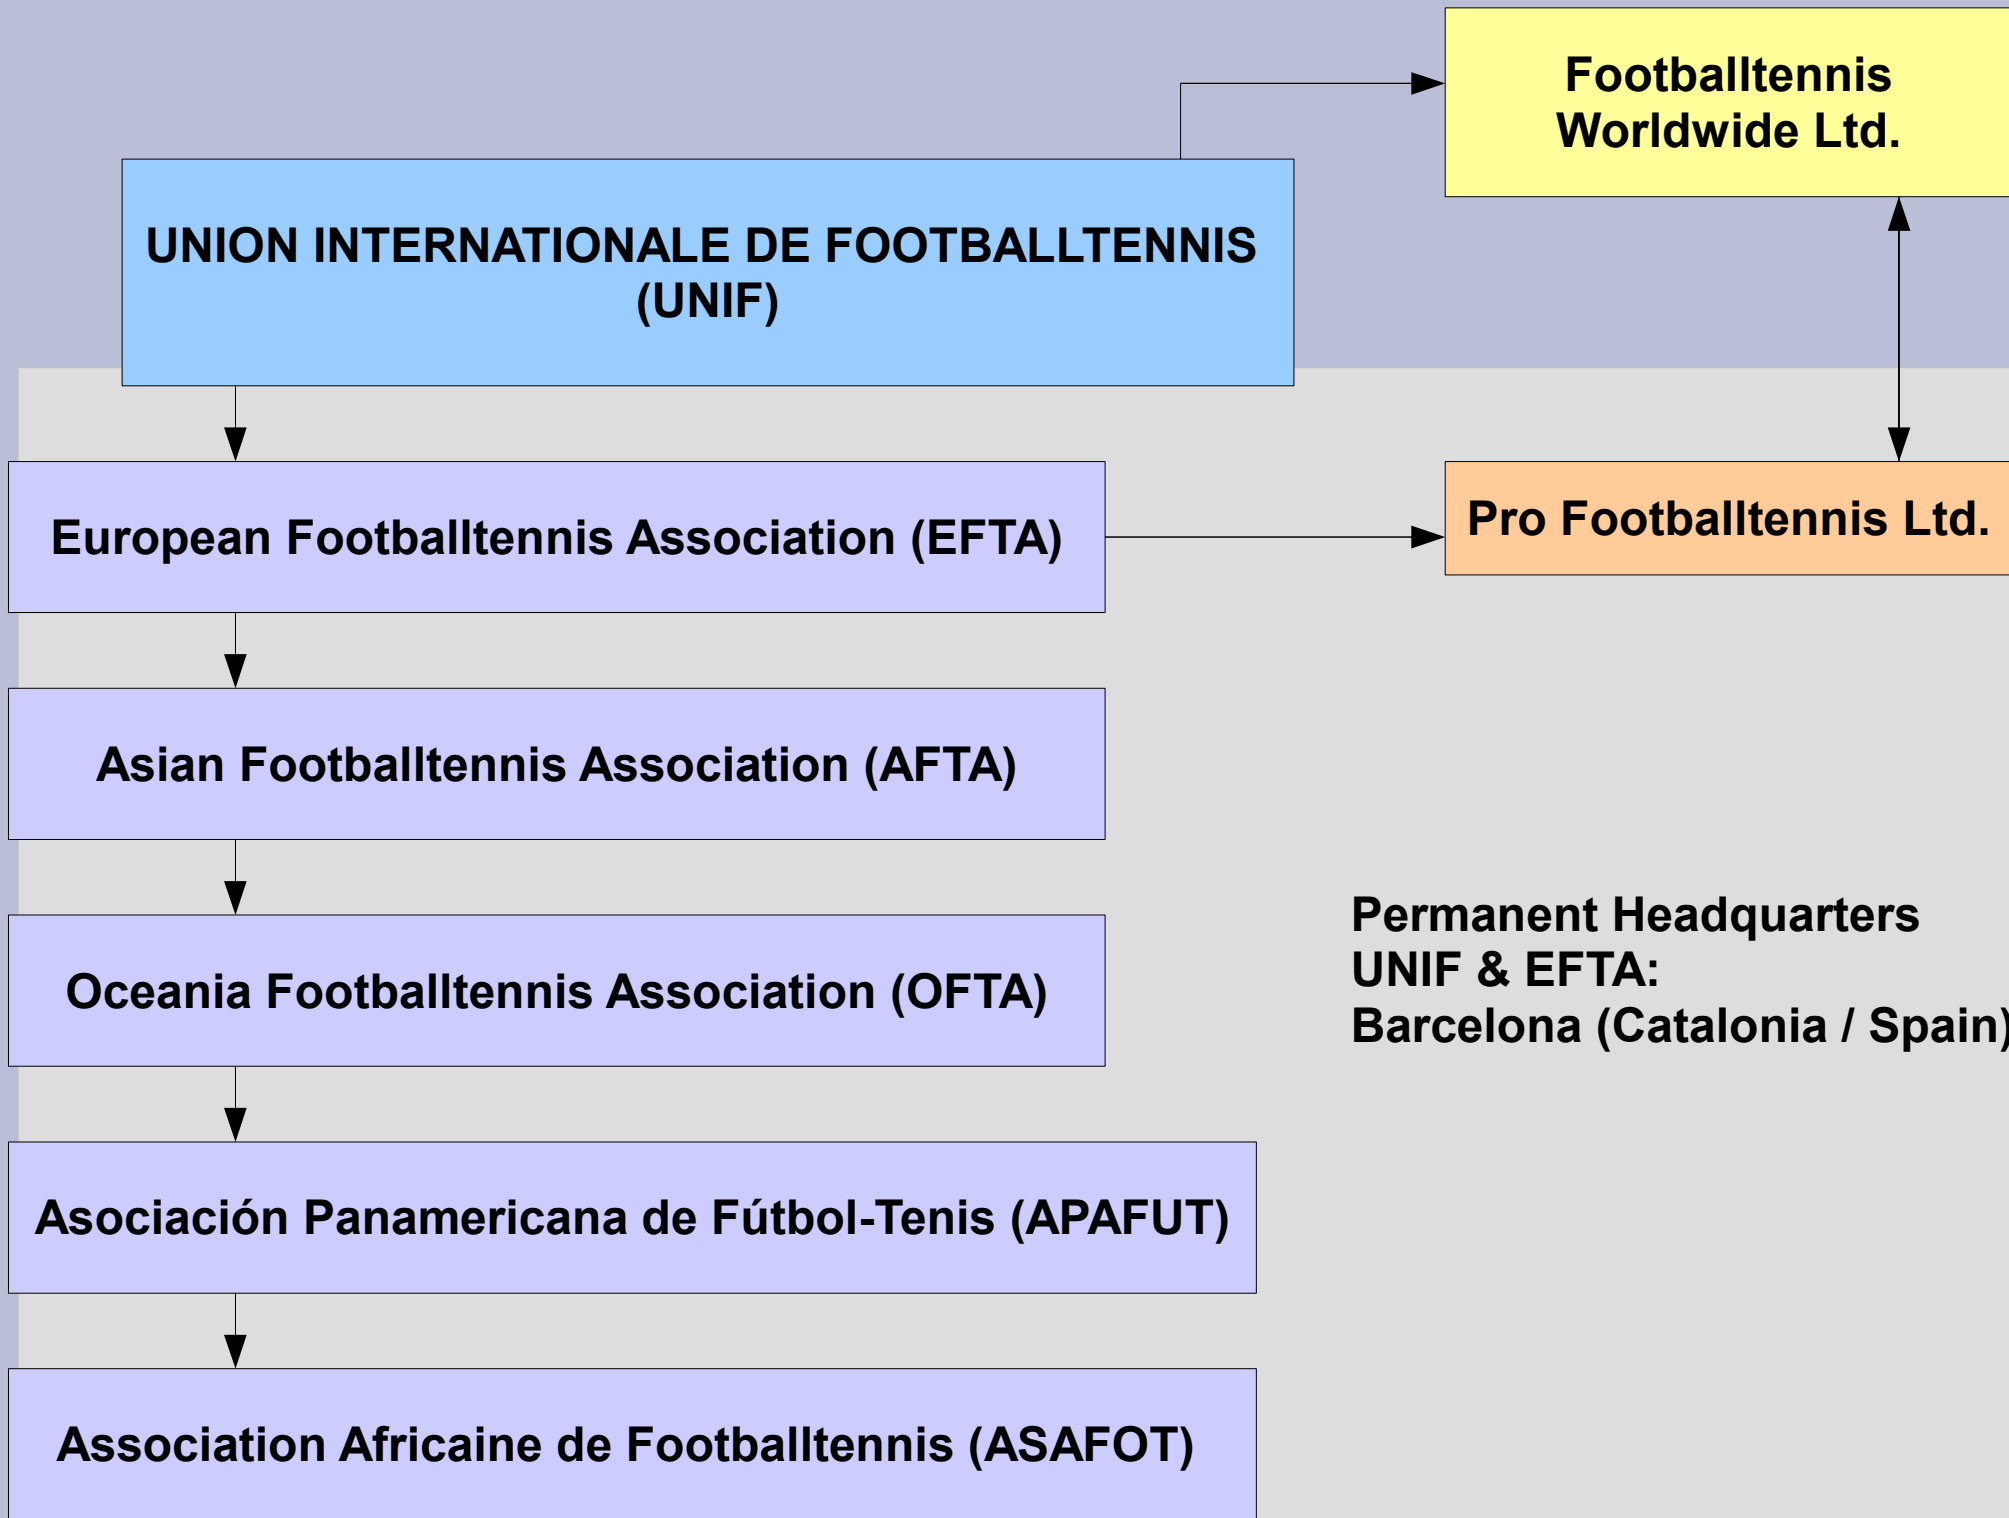 Footballtennis
Worldwide Ltd.
UNION INTERNATIONALE DE FOOTBALLTENNIS
(UNIF)
European Footballtennis Association (EFTA)
Pro Footballtennis Ltd.
Asian Footballtennis Association (AFTA)
Permanent Headquarters
UNIF & EFTA:
Barcelona (Catalonia / Spain)
Oceania Footballtennis Association (OFTA)
Asociación Panamericana de Fútbol-Tenis (APAFUT)
Association Africaine de Footballtennis (ASAFOT)